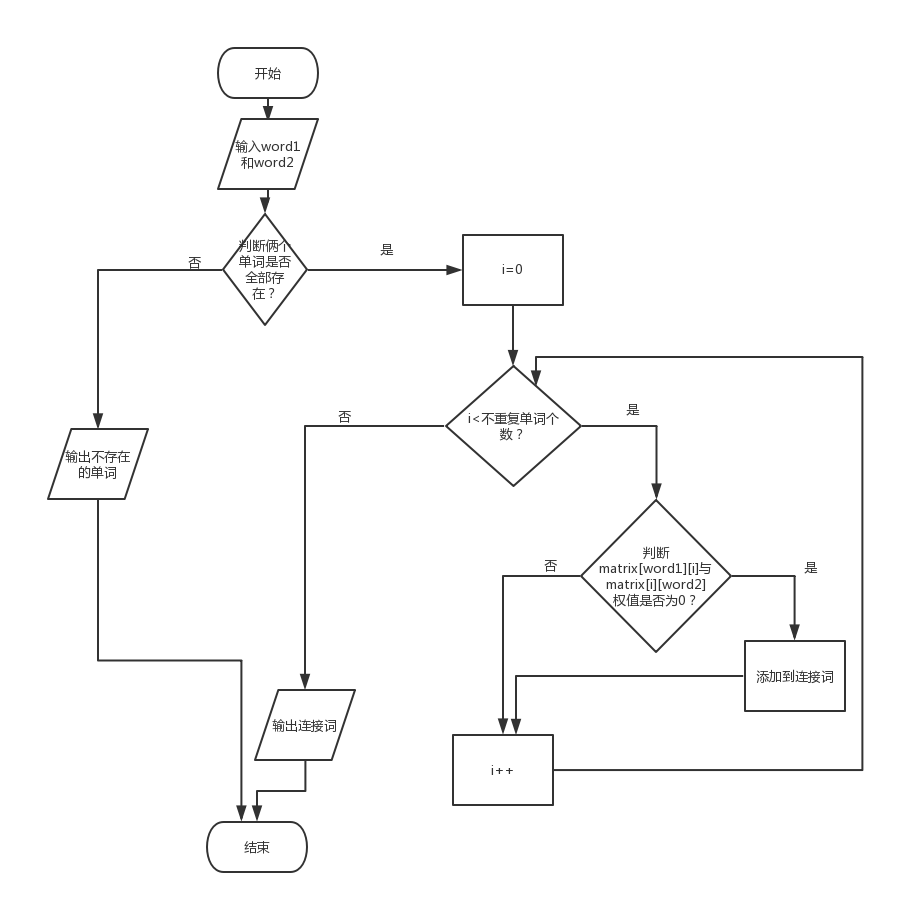 开始
输入word1
和word2
判断俩个
单词是否
全部存
在？
否
是
i=0
i<不重复单词个
数？
否
是
输出不存在
的单词
判断
matrix[word1][i]与
matrix[i][word2]
权值是否为0？
否
是
添加到连接词
输出连接词
i++
结束